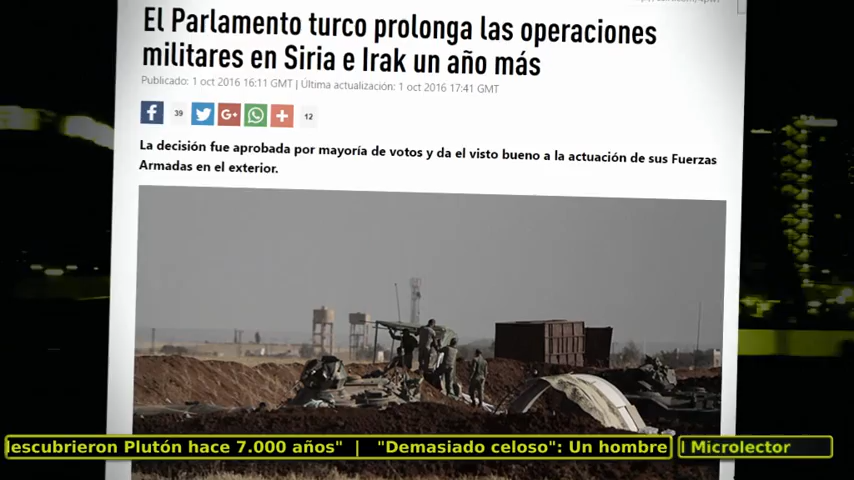 El Parlamento turco prolonga las operaciones
militares en Siria e Irak un año más
Publicado: 1 oct 2016 16:11 GMT | Última actualización: 1 oct 2016 17:41 GMT
39
12
La decisión fue aprobada por mayoría de votos y da el visto bueno a la actuación de sus Fuerzas
Armadas en el exterior.
descubrieron Plutón hace 7.000 años" | "Demasiado celoso": Un hombre
Microlector